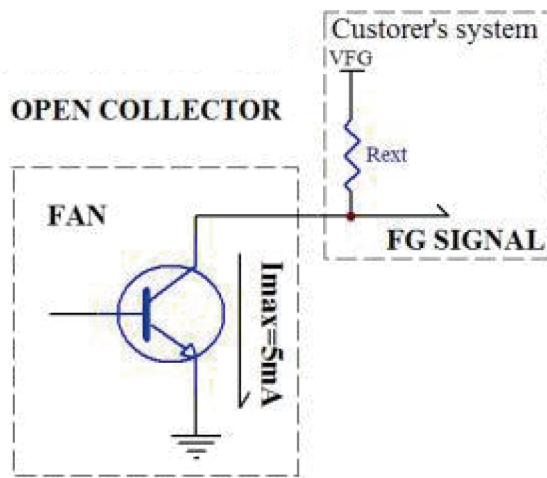 Custorer's system
VFG
OPEN COLLECTOR
Rext
FAN
FG SIGNAL
Imax=5mA